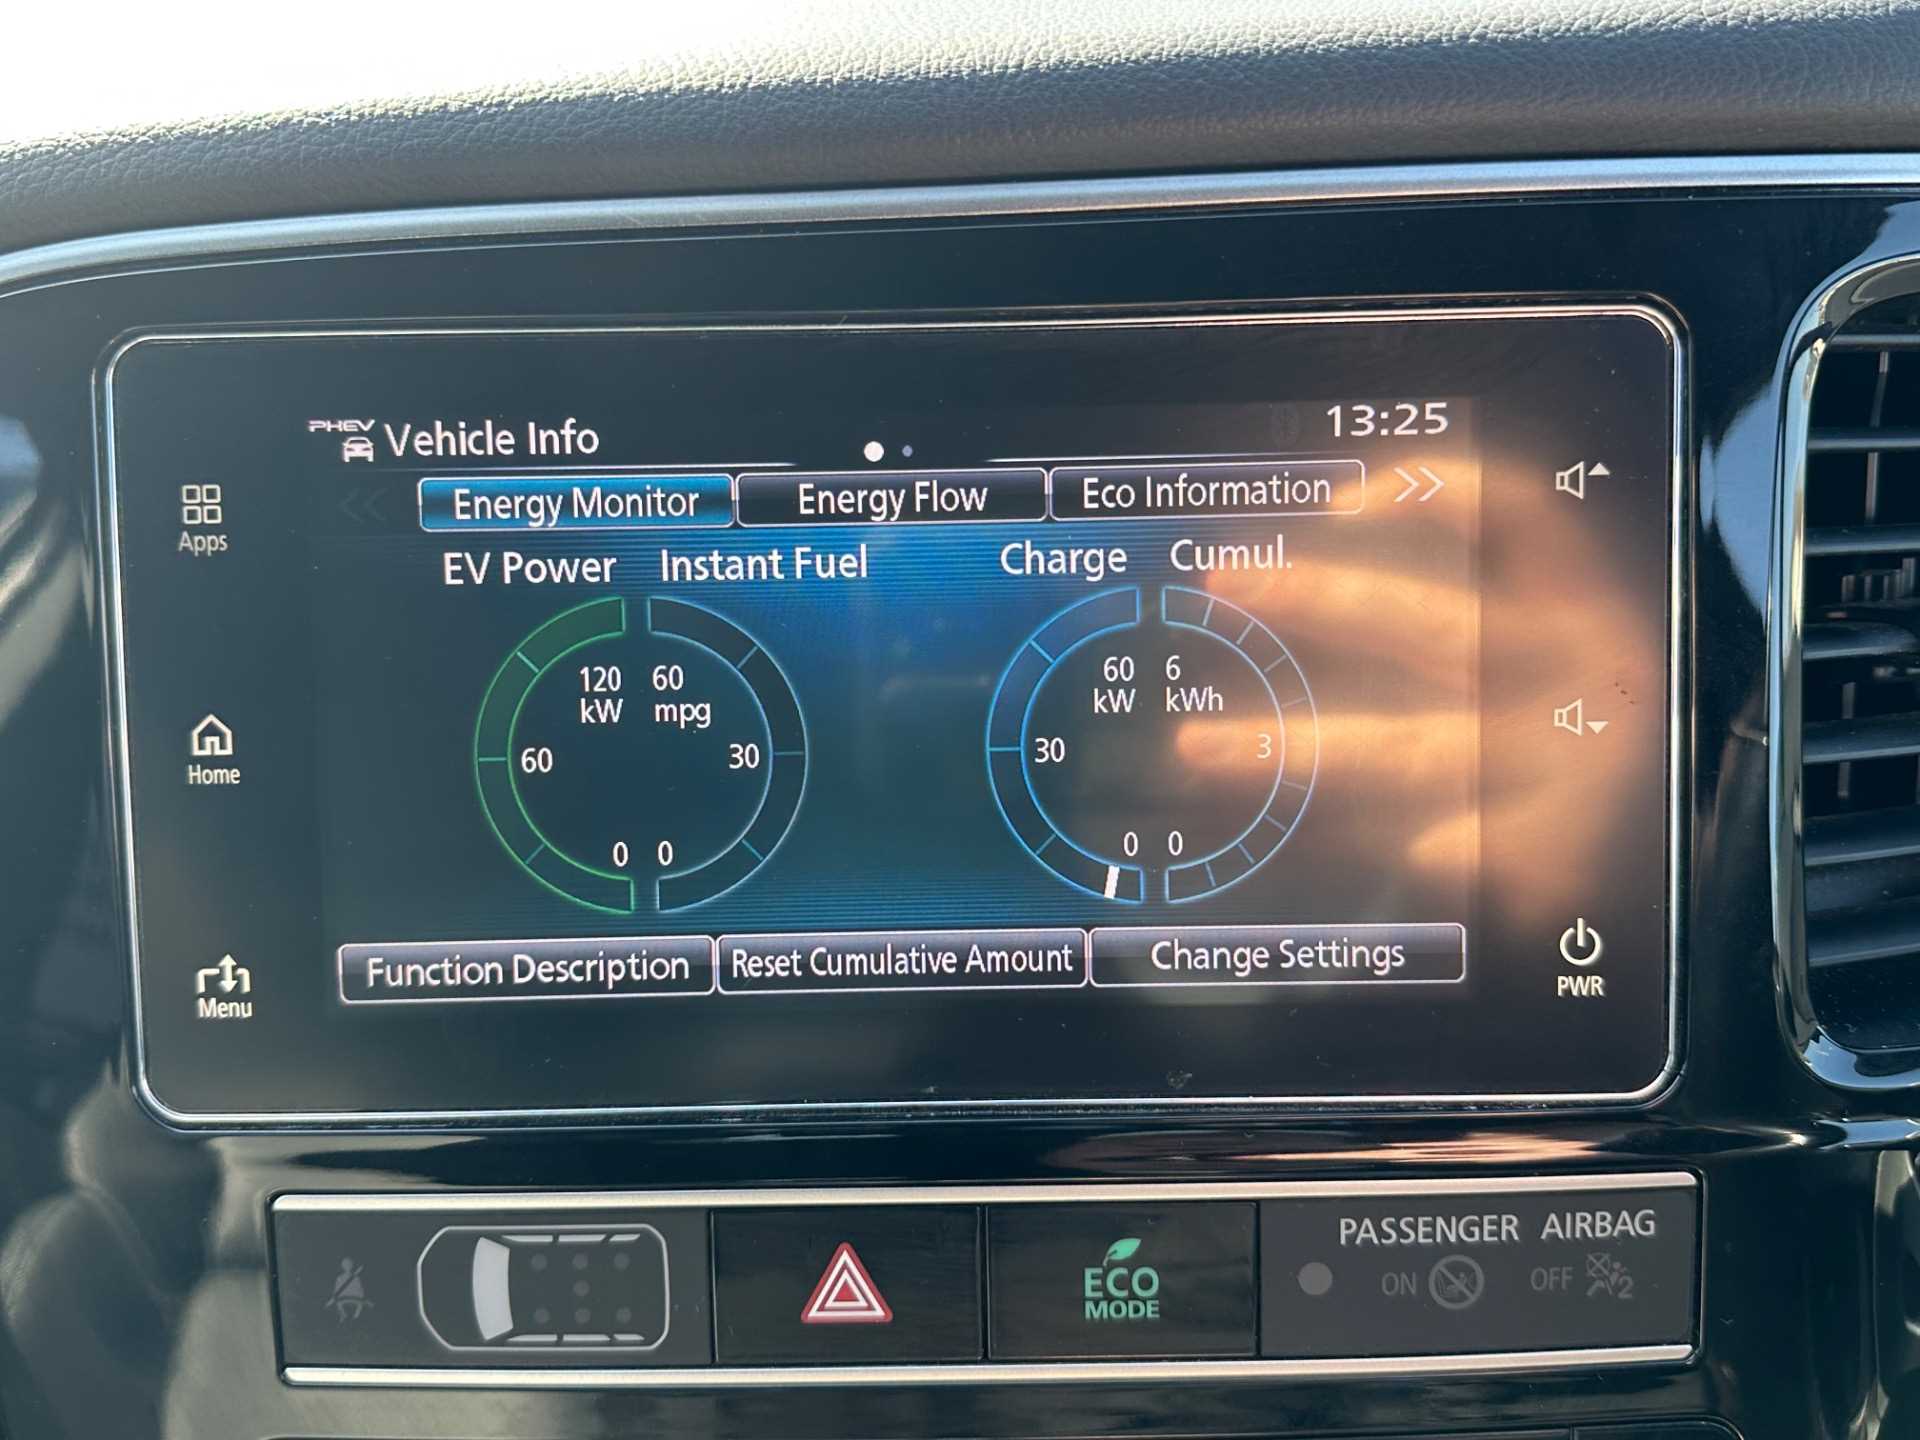 PHEV Vehicle Info
13:25
Energy Monitor
Energy Flow
Eco Information
Apps
EV Power
Instant Fuel
Charge
Cumul.
120
kW
60
mpg
60
kW
6
kWh
60
30
30
3
Home
0
0
0
0
Function Description
Reset Cumulative Amount
Change Settings
Menu
PWR
PASSENGER AIRBAG
ECO
MODE
ON
OFF
2